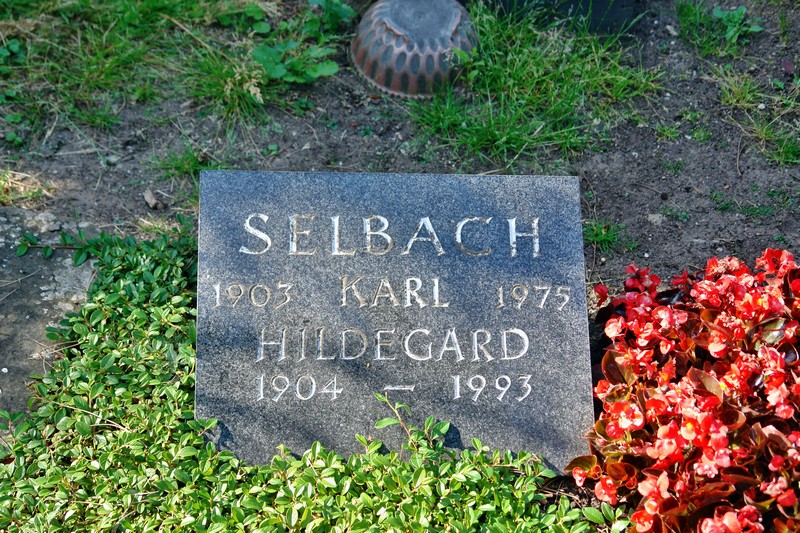 SELBACH
1903 KARL 1975
HILDEGARD
1904 — 1993